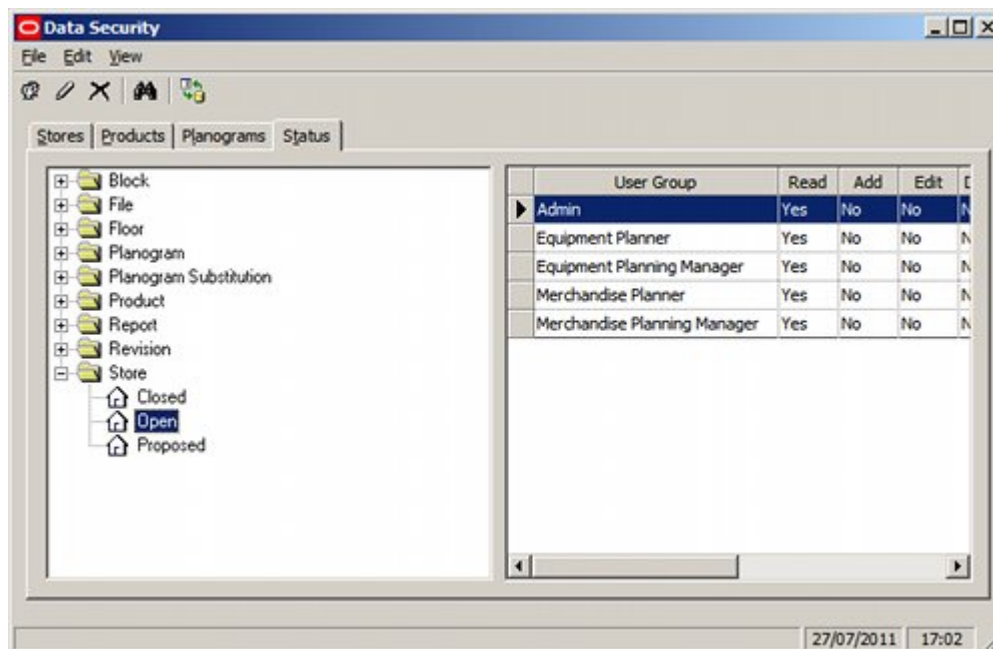 Data Security
File Edit View
Stores Products Planograms Status
Block
File
Floor
Planogram
Planogram Substitution
Product
Report
Revision
Store
Closed
Open
Proposed
User Group Read Add Edit
Admin Yes No No
Equipment Planner Yes No No
Equipment Planning Manager Yes No No
Merchandise Planner Yes No No
Merchandise Planning Manager Yes No No
27/07/2011 17:02